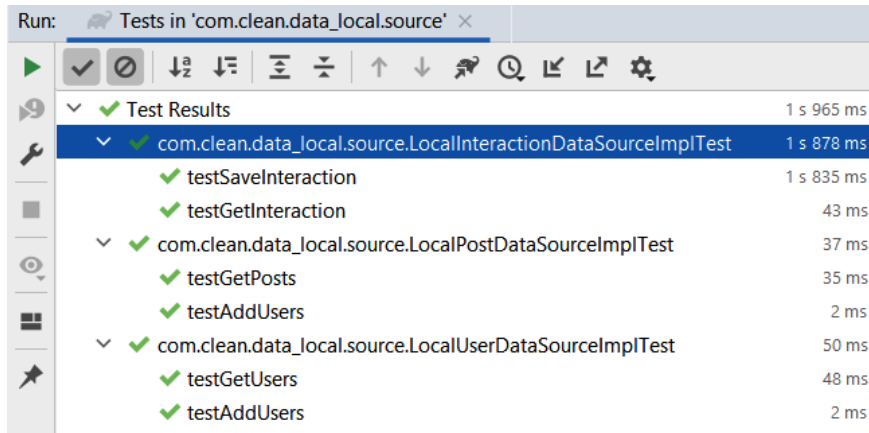 Run: Tests in 'com.clean.data_local.source' ×
Test Results 1 s 965 ms
com.clean.data_local.source.LocalInteractionDataSourceImplTest 1 s 878 ms
testSaveInteraction 1 s 835 ms
testGetInteraction 43 ms
com.clean.data_local.source.LocalPostDataSourceImplTest 37 ms
testGetPosts 35 ms
testAddUsers 2 ms
com.clean.data_local.source.LocalUserDataSourceImplTest 50 ms
testGetUsers 48 ms
testAddUsers 2 ms